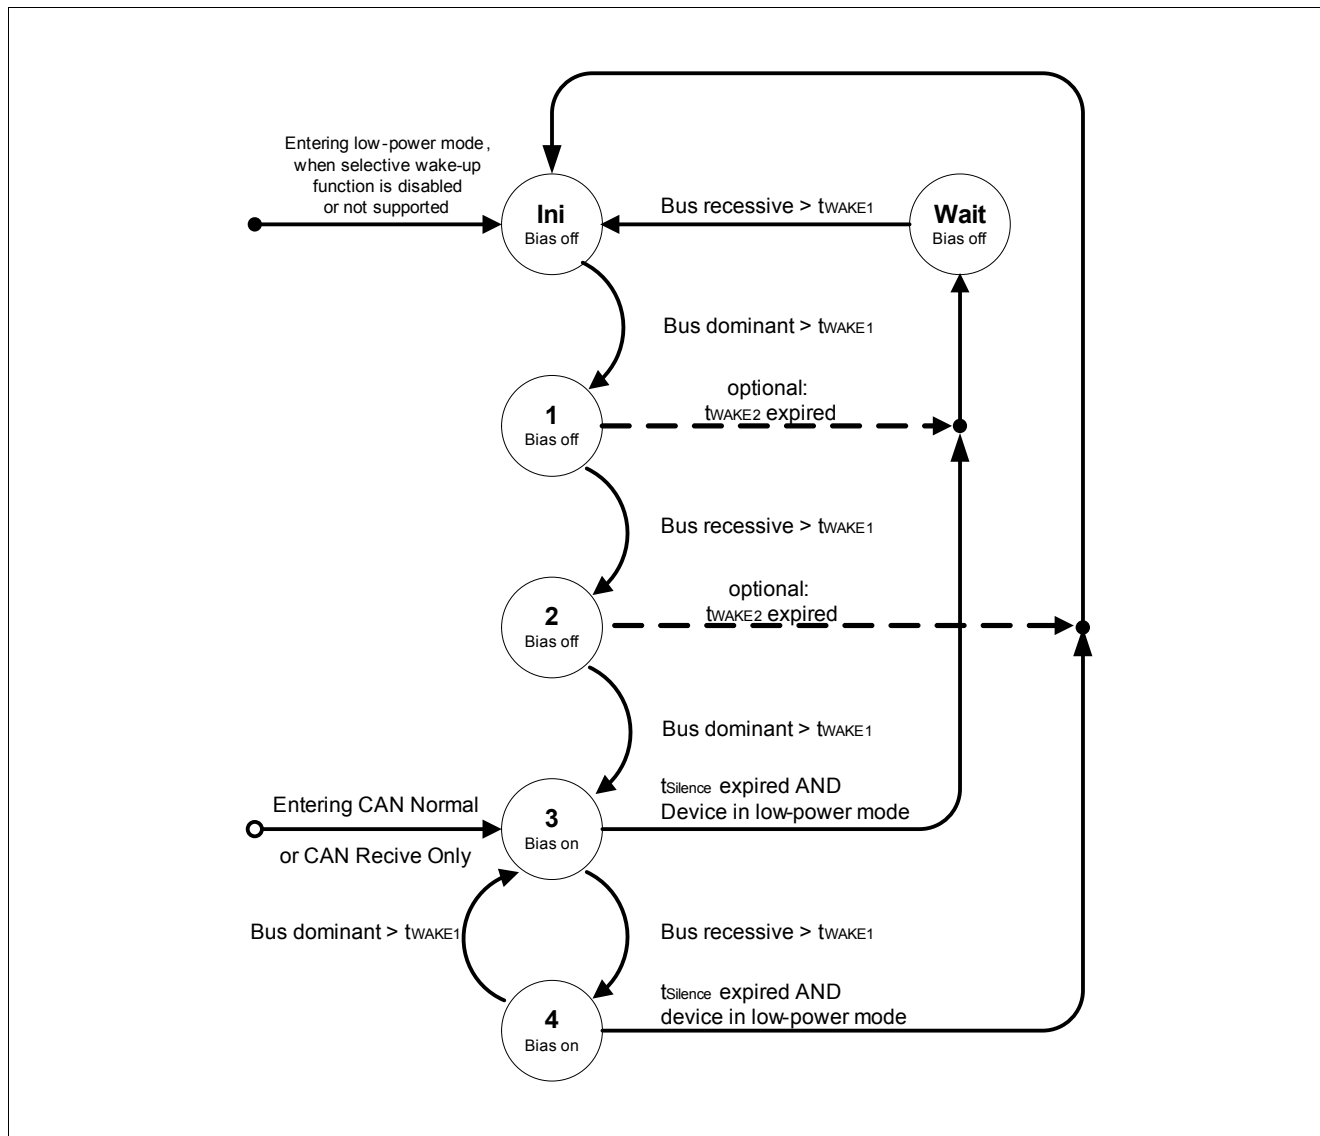 Entering low-power mode,
when selective wake-up
function is disabled
or not supported
Ini
Bias off
Bus recessive > tWAKE1
Wait
Bias off
Bus dominant > tWAKE1
1
Bias off
optional:
tWAKE2 expired
Bus recessive > tWAKE1
2
Bias off
optional:
tWAKE2 expired
Bus dominant > tWAKE1
Entering CAN Normal
or CAN Recive Only
3
Bias on
tSilence expired AND
Device in low-power mode
Bus dominant > tWAKE1
Bus recessive > tWAKE1
4
Bias on
tSilence expired AND
device in low-power mode